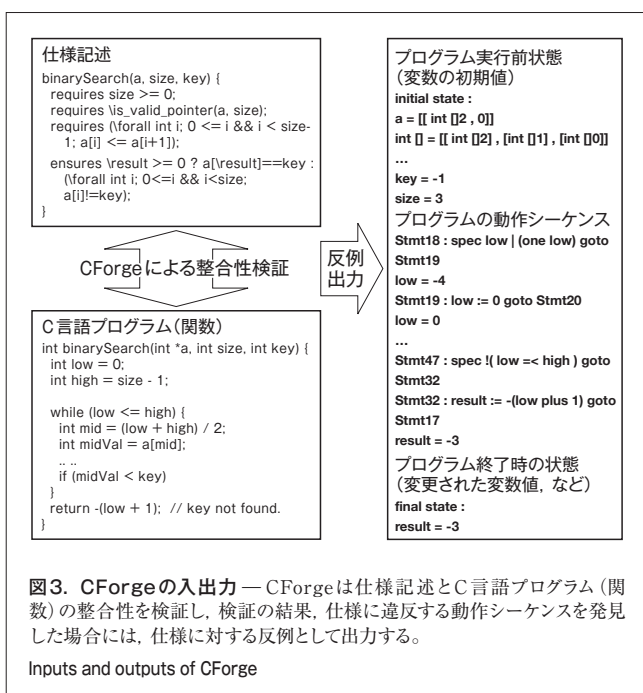 仕様記述
binarySearch(a, size, key) {
requires size >= 0;
requires \is_valid_pointer(a, size);
requires (\forall int i; 0 <= i && i < size-
1; a[i] <= a[i+1]);
ensures \result >= 0 ? a[\result]==key :
(\forall int i; 0<=i && i<size;
a[i]!=key);
}
CForgeによる整合性検証
C言語プログラム(関数)
int binarySearch(int *a, int size, int key) {
int low = 0;
int high = size - 1;
while (low <= high) {
int mid = (low + high) / 2;
int midVal = a[mid];
.. ..
if (midVal < key)
}
return -(low + 1);  // key not found.
}
反例
出力
プログラム実行前状態
(変数の初期値)
initial state :
a = [[ int []2 , 0]]
int [] = [[ int []2] , [int []1] , [int []0]]
...
key = -1
size = 3
プログラムの動作シーケンス
Stmt18 : spec low | (one low) goto
Stmt19
low = -4
Stmt19 : low := 0 goto Stmt20
low = 0
...
Stmt47 : spec !( low =< high ) goto
Stmt32
Stmt32 : result := -(low plus 1) goto
Stmt17
result = -3
プログラム終了時の状態
(変更された変数値，など)
final state :
result = -3
図3. CForgeの入出力 — CForgeは仕様記述とC言語プログラム(関
数)の整合性を検証し，検証の結果，仕様に違反する動作シーケンスを発見
した場合には，仕様に対する反例として出力する。
Inputs and outputs of CForge